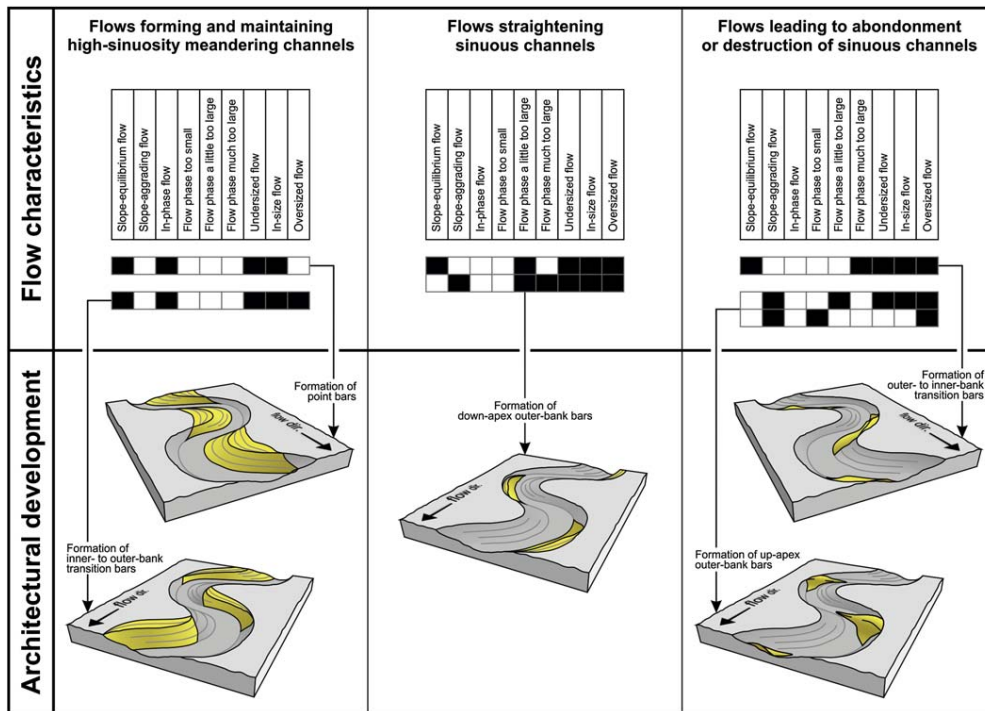 Flow characteristics
Flows forming and maintaining
high-sinuosity meandering channels
Slope-equilibrium flow
Slope-aggrading flow
In-phase flow
Flow phase too small
Flow phase a little too large
Flow phase much too large
Undersized flow
In-size flow
Oversized flow
Flows straightening
sinuous channels
Slope-equilibrium flow
Slope-aggrading flow
In-phase flow
Flow phase too small
Flow phase a little too large
Flow phase much too large
Undersized flow
In-size flow
Oversized flow
Flows leading to abondonment
or destruction of sinuous channels
Slope-equilibrium flow
Slope-aggrading flow
In-phase flow
Flow phase too small
Flow phase a little too large
Flow phase much too large
Undersized flow
In-size flow
Oversized flow
Architectural development
Formation of
point bars
flow dir.
Formation of
inner- to outer-bank
transition bars
flow dir.
Formation of
down-apex outer-bank bars
flow dir.
Formation of
outer- to inner-bank
transition bars
flow dir.
Formation of up-apex
outer-bank bars
flow dir.